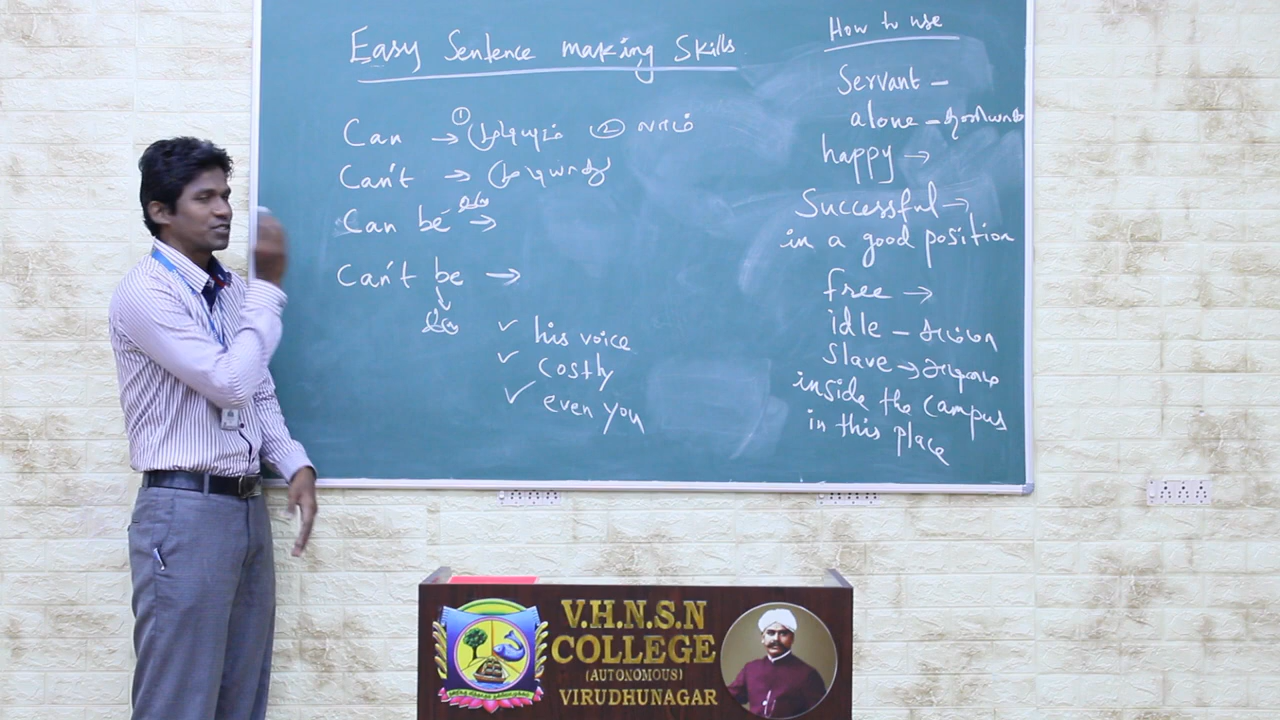 Easy Sentence making Skills
Can → ① முடியும் ② லாம்
Can't → முடியாது
Can be →
Can't be →
✓ his voice
✓ costly
✓ even you
How to use
Servant –
alone –
happy →
Successful →
in a good position
free →
idle –
Slave → அடிமை
inside the campus
in this place
V.H.N.S.N
COLLEGE
(AUTONOMOUS)
VIRUDHUNAGAR